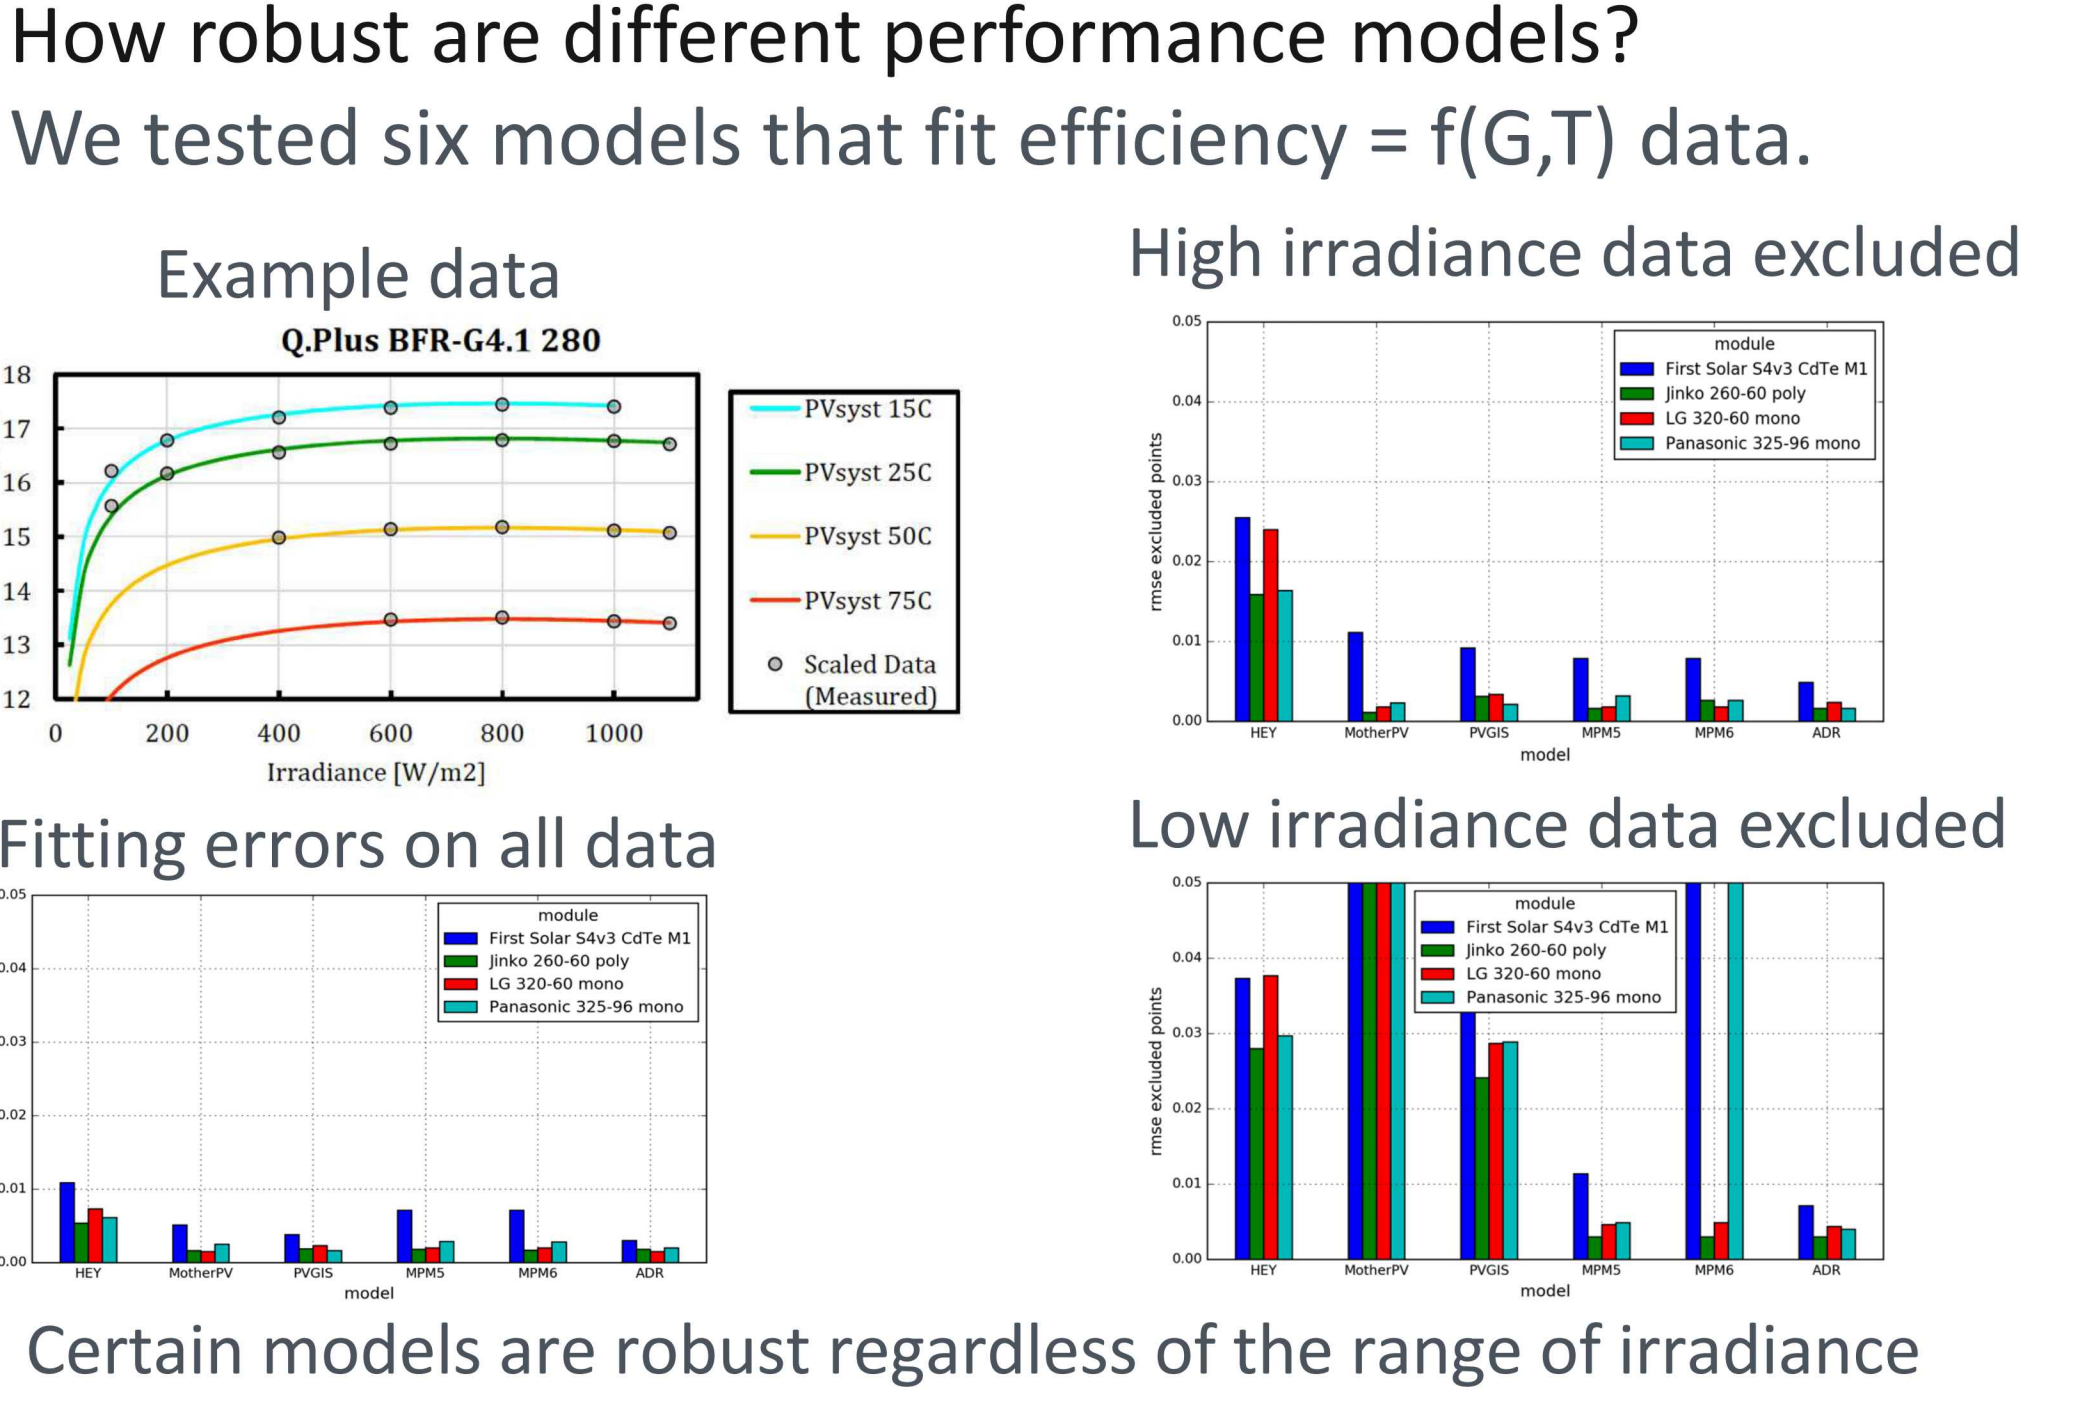 How robust are different performance models?
We tested six models that fit efficiency = f(G,T) data.
Example data
Q.Plus BFR-G4.1 280
18
17
16
15
14
13
12
0 200 400 600 800 1000
Irradiance [W/m2]
PVsyst 15C
PVsyst 25C
PVsyst 50C
PVsyst 75C
Scaled Data
(Measured)
High irradiance data excluded
0.05
0.04
0.03
0.02
0.01
0.00
rmse excluded points
module
First Solar S4v3 CdTe M1
Jinko 260-60 poly
LG 320-60 mono
Panasonic 325-96 mono
HEY MotherPV PVGIS MPM5 MPM6 ADR
model
Fitting errors on all data
0.05
0.04
0.03
0.02
0.01
0.00
module
First Solar S4v3 CdTe M1
Jinko 260-60 poly
LG 320-60 mono
Panasonic 325-96 mono
HEY MotherPV PVGIS MPM5 MPM6 ADR
model
Low irradiance data excluded
0.05
0.04
0.03
0.02
0.01
0.00
rmse excluded points
module
First Solar S4v3 CdTe M1
Jinko 260-60 poly
LG 320-60 mono
Panasonic 325-96 mono
HEY MotherPV PVGIS MPM5 MPM6 ADR
model
Certain models are robust regardless of the range of irradiance